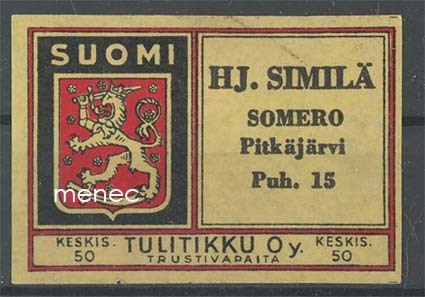 SUOMI
menec
HJ. SIMILÄ
SOMERO
Pitkäjärvi
Puh. 15
KESKIS. 50
TULITIKKU Oy.
TRUSTIVAPAITA
KESKIS. 50